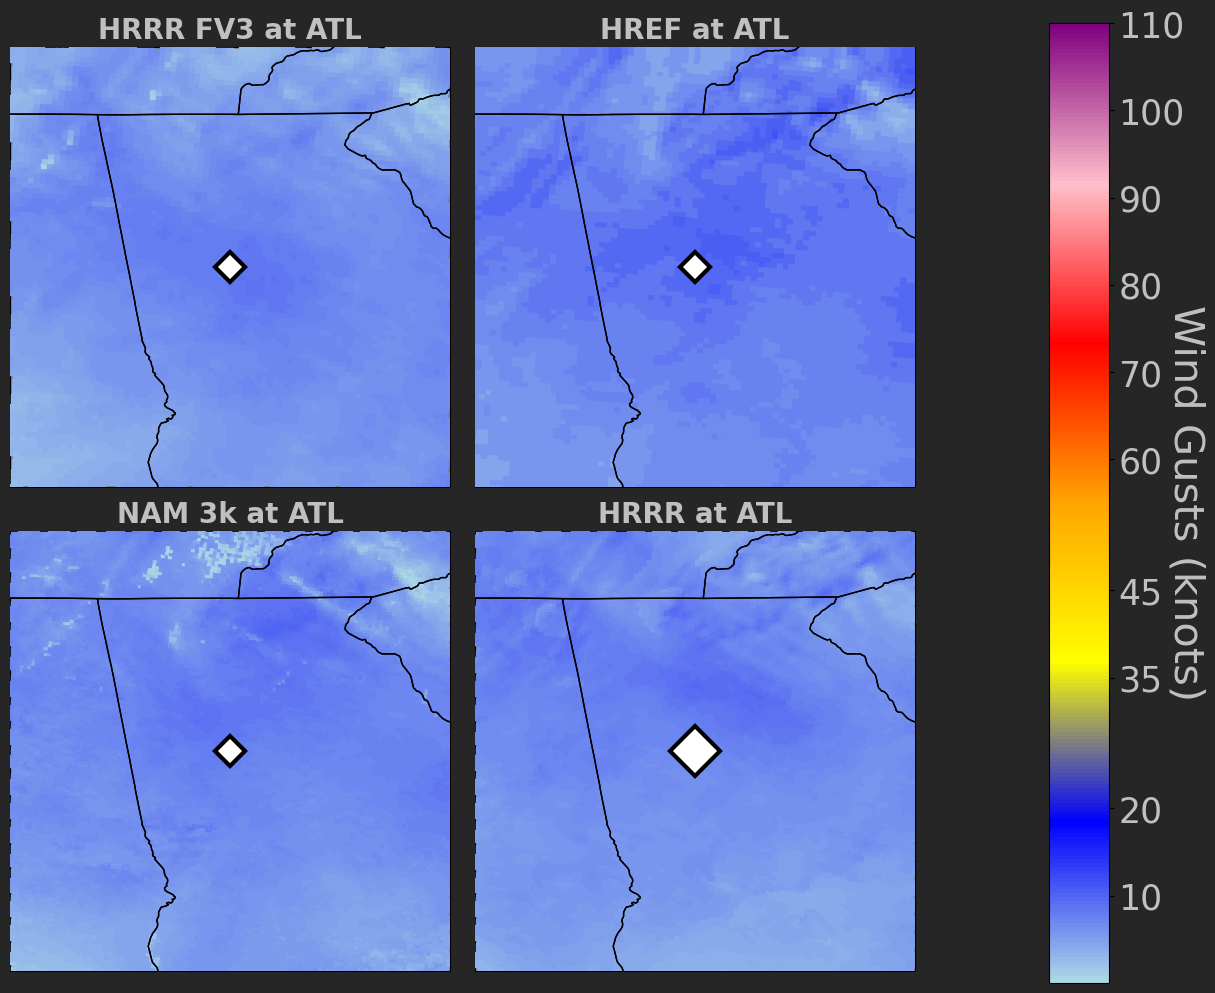 HRRR FV3 at ATL
HREF at ATL
NAM 3k at ATL
HRRR at ATL
110
100
90
80
70
60
45
35
20
10
Wind Gusts (knots)